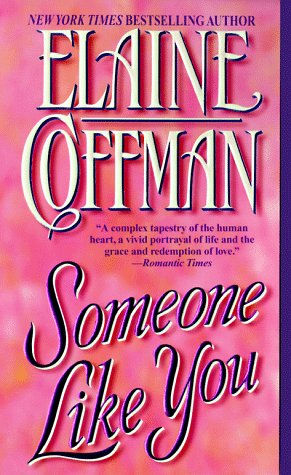 NEW YORK TIMES BESTSELLING AUTHOR
ELAINE
COFFMAN
"A complex tapestry of the human
heart, a vivid portrayal of life and the
grace and redemption of love."
—Romantic Times
Someone
Like You